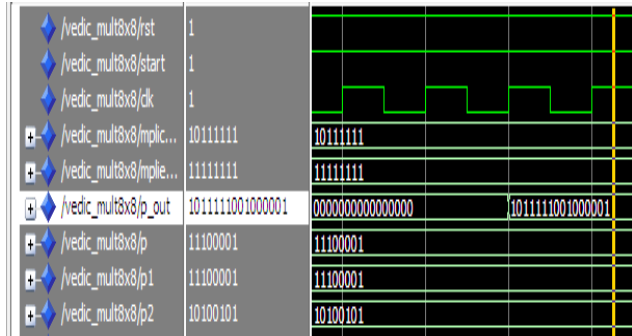 /vedic_mult8x8/rst 1
/vedic_mult8x8/start 1
/vedic_mult8x8/clk 1
/vedic_mult8x8/mplic... 10111111 10111111
/vedic_mult8x8/mplie... 11111111 11111111
/vedic_mult8x8/p_out 1011111001000001 0000000000000000 1011111001000001
/vedic_mult8x8/p 11100001 11100001
/vedic_mult8x8/p1 11100001 11100001
/vedic_mult8x8/p2 10100101 10100101